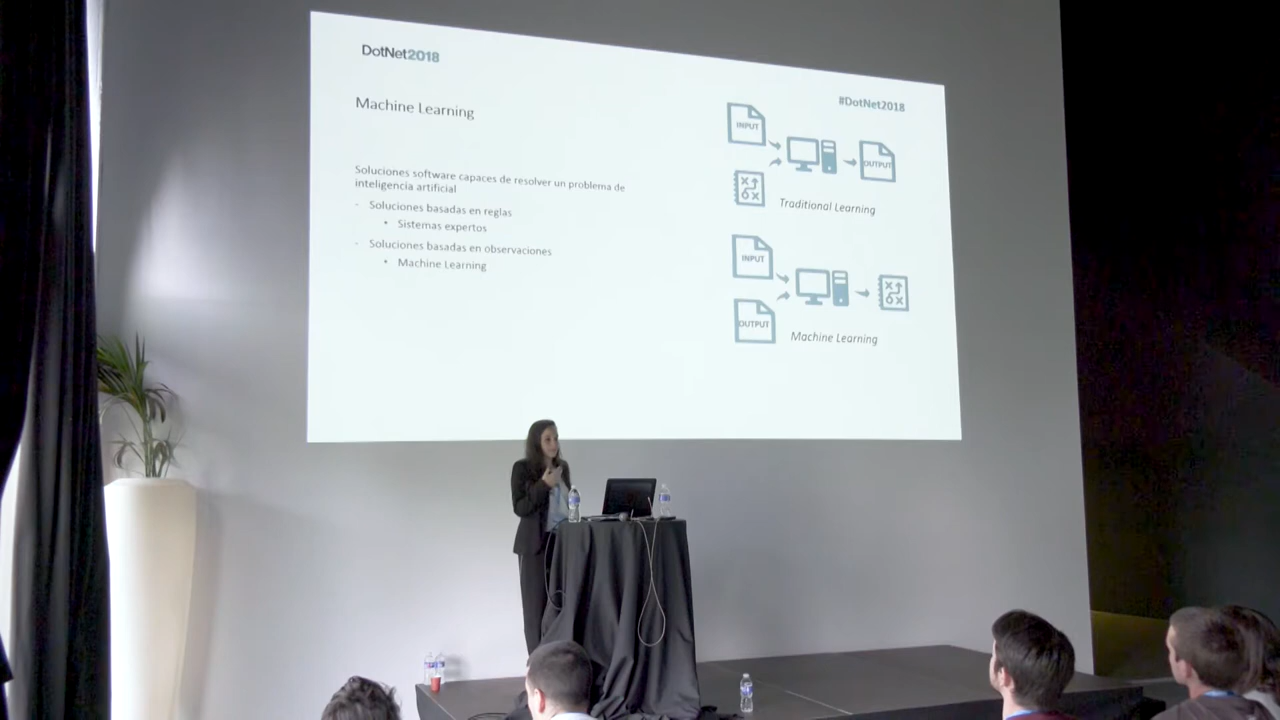 DotNet2018
#DotNet2018
Machine Learning
Soluciones software capaces de resolver un problema de
inteligencia artificial
- Soluciones basadas en reglas
• Sistemas expertos
- Soluciones basadas en observaciones
• Machine Learning
INPUT
OUTPUT
Traditional Learning
INPUT
OUTPUT
Machine Learning